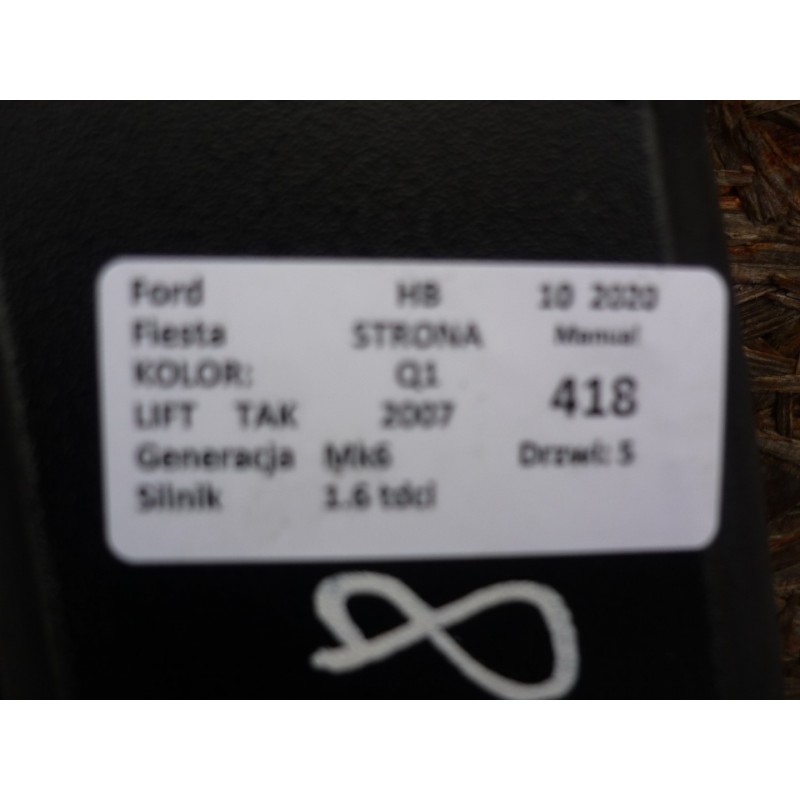 Ford HB 10 2020
Fiesta STRONA Manual
KOLOR: Q1
418
LIFT TAK 2007
Generacja Mk6 Drzwi: 5
Silnik 1.6 tdci
8